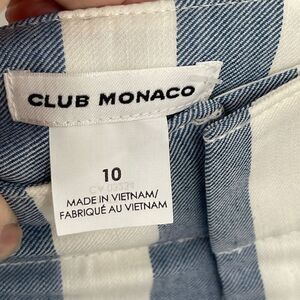 CLUB MONACO
10
MADE IN VIETNAM/
FABRIQUÉ AU VIETNAM